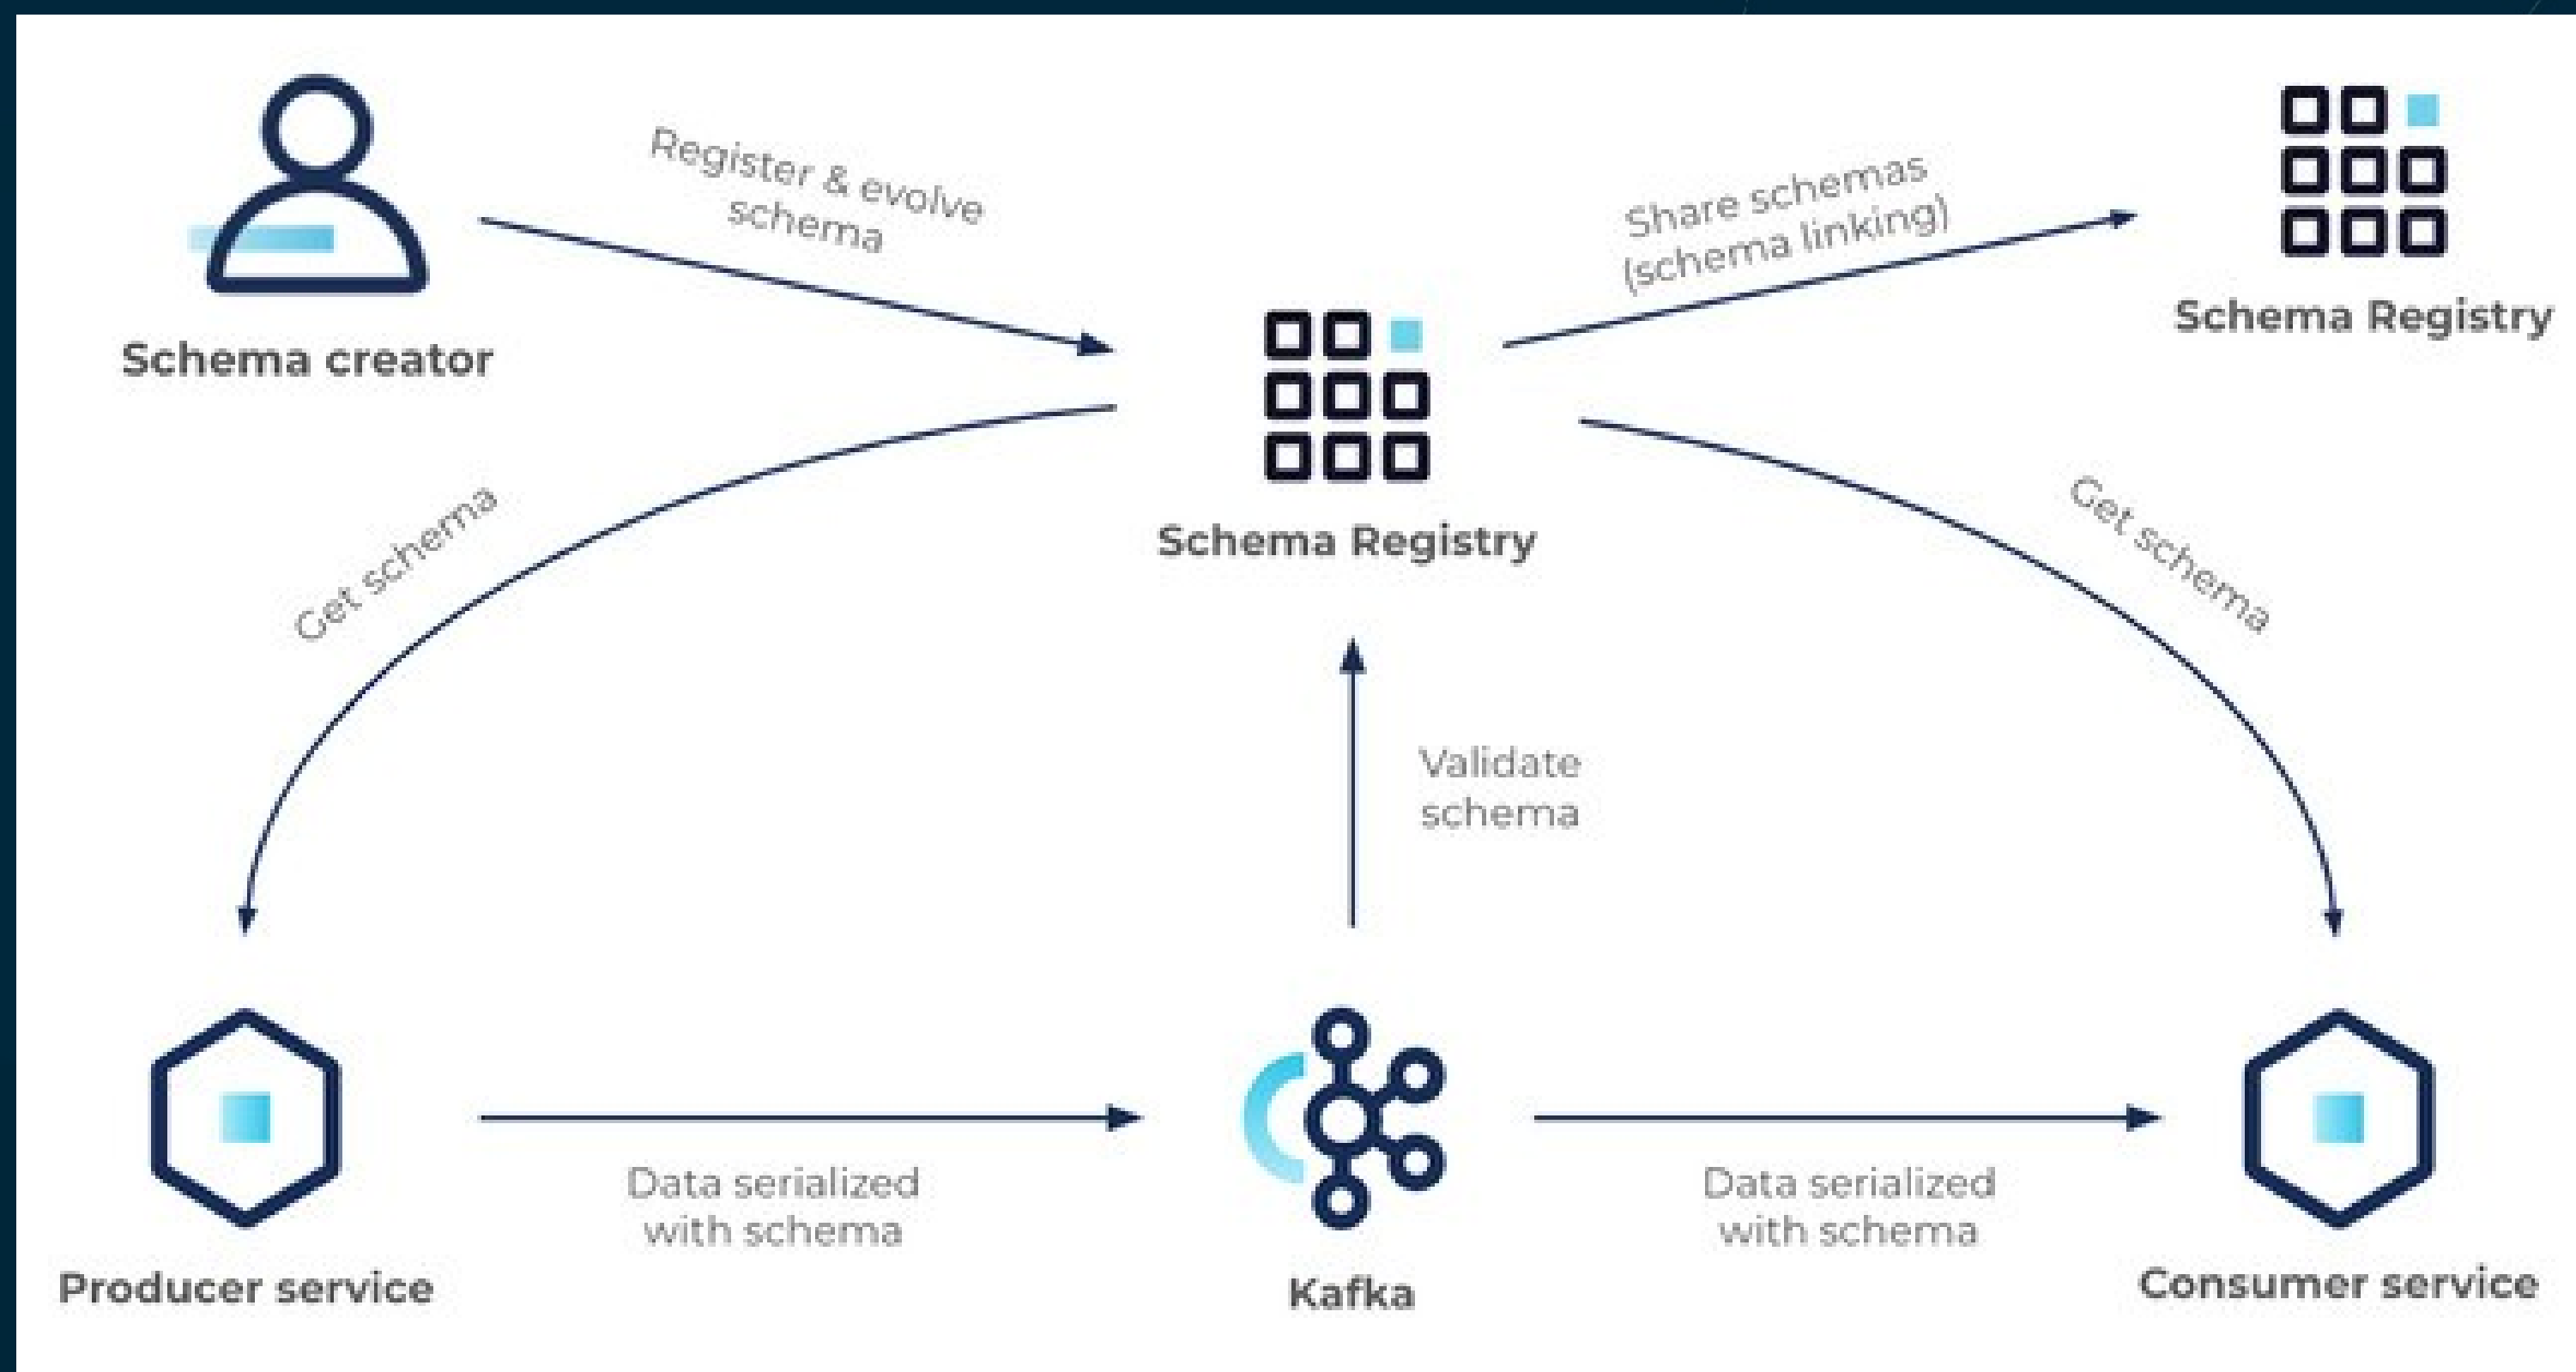 Register & evolve
schema
Share schemas
(schema linking)
Schema Registry
Schema creator
Schema Registry
Get schema
Get schema
Validate
schema
Data serialized
with schema
Data serialized
with schema
Producer service
Kafka
Consumer service